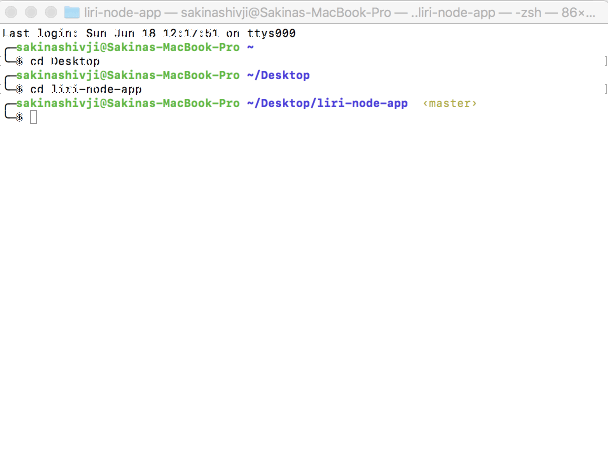 liri-node-app — sakinashivji@Sakinas-MacBook-Pro — ..liri-node-app — -zsh — 86×...
Last login: Sun Jun 18 12:17:51 on ttys000
╭─sakinashivji@Sakinas-MacBook-Pro ~
╰─$ cd Desktop
╭─sakinashivji@Sakinas-MacBook-Pro ~/Desktop
╰─$ cd liri-node-app
╭─sakinashivji@Sakinas-MacBook-Pro ~/Desktop/liri-node-app ‹master›
╰─$